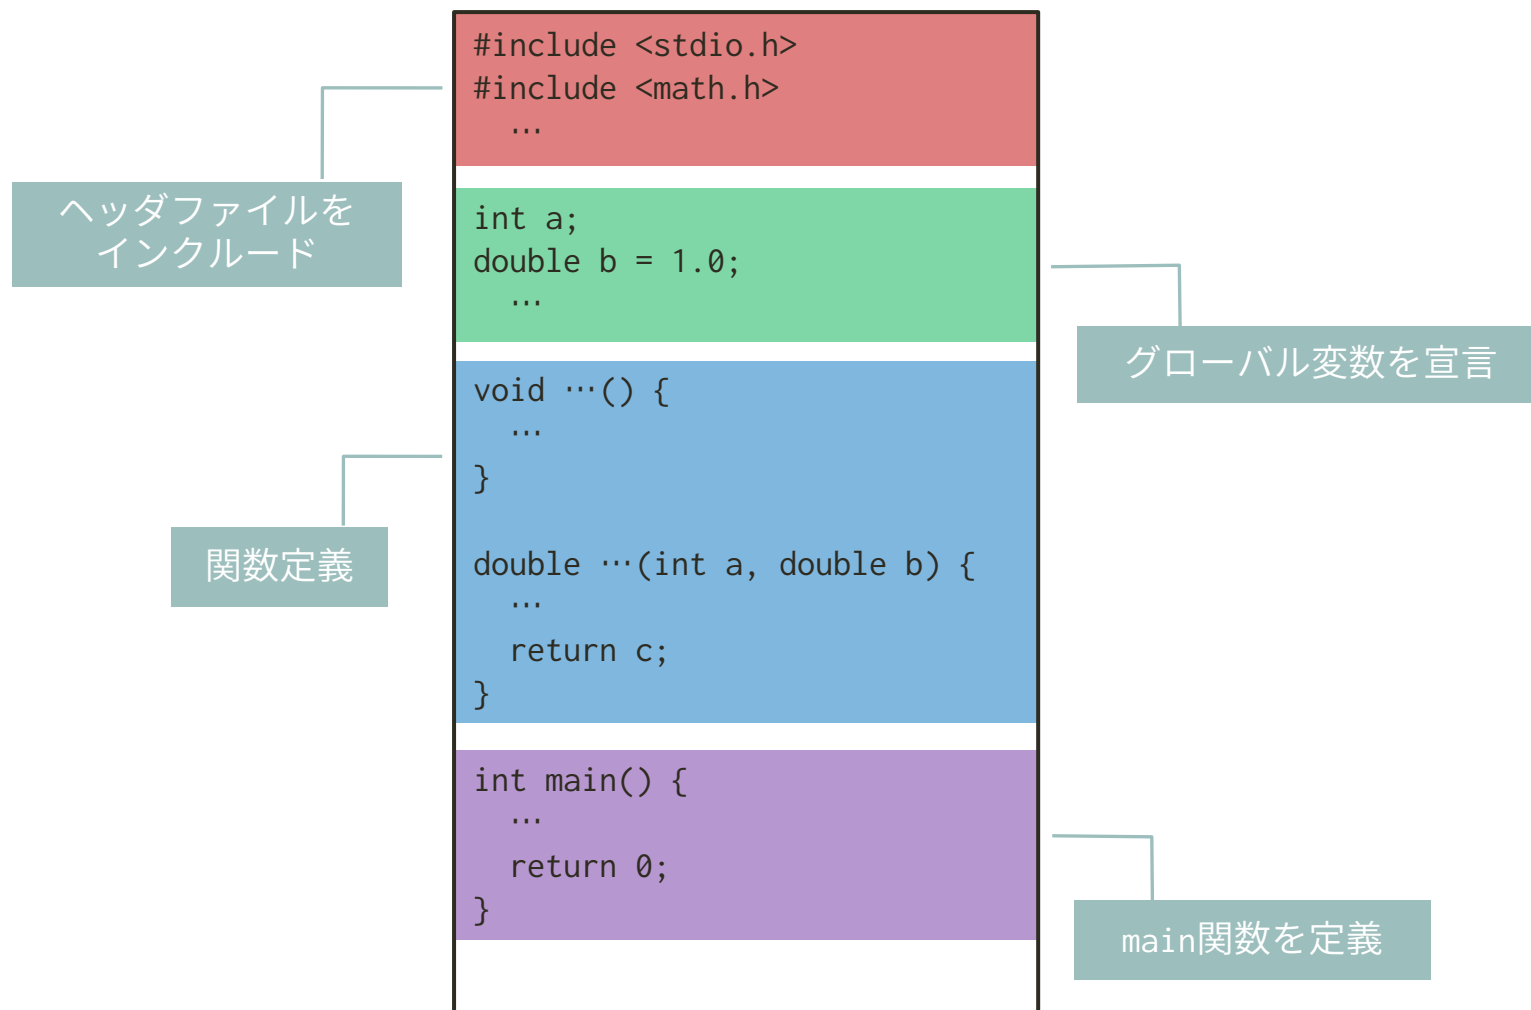 #include <stdio.h>
#include <math.h>
…
ヘッダファイルを
インクルード
int a;
double b = 1.0;
…
グローバル変数を宣言
void …() {
…
}
関数定義
double …(int a, double b) {
…
return c;
}
int main() {
…
return 0;
}
main関数を定義